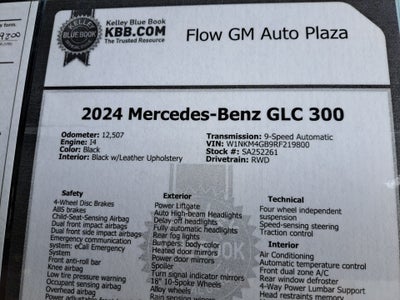 9200
Kelley Blue Book
KBB.COM
The Trusted Resource
KELLEY
BLUE BOOK
Flow GM Auto Plaza
2024 Mercedes-Benz GLC 300
Odometer: 12,507
Engine: I4
Color: Black
Interior: Black w/Leather Upholstery
Transmission: 9-Speed Automatic
VIN: W1NKM4GB9RF219800
Stock #: SA252261
Drivetrain: RWD
Safety
4-Wheel Disc Brakes
ABS brakes
Child-Seat-Sensing Airbag
Dual front impact airbags
Dual front side impact airbags
Emergency communication
system: eCall Emergency
System
Front anti-roll bar
Knee airbag
Low tire pressure warning
Occupant sensing airbag
Overhead airbag
Exterior
Power Liftgate
Auto High-beam Headlights
Delay-off headlights
Fully automatic headlights
Rear fog lights
Bumpers: body-color
Heated door mirrors
Power door mirrors
Spoiler
Turn signal indicator mirrors
18" 10-Spoke Wheels
Alloy wheels
Technical
Four wheel independent
suspension
Speed-sensing steering
Traction control
Interior
Air Conditioning
Automatic temperature control
Front dual zone A/C
Rear window defroster
4-Way Power Lumbar Support
Head restraints memory